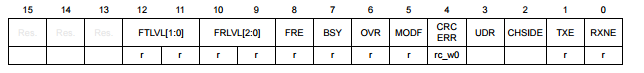 15 14 13 12 11 10 9 8 7 6 5 4 3 2 1 0
Res. Res. Res. FTLVL[1:0] FRLVL[2:0] FRE BSY OVR MODF CRC ERR UDR CHSIDE TXE RXNE
r r r r r r r r rc_w0 r r